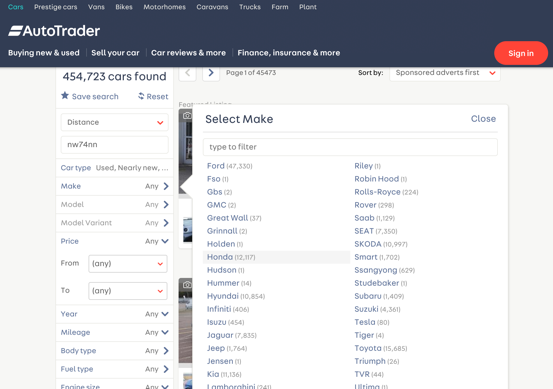 Cars Prestige cars Vans Bikes Motorhomes Caravans Trucks Farm Plant
AutoTrader
Buying new & used Sell your car Car reviews & more Finance, insurance & more Sign in
454,723 cars found
Save search Reset
Distance
nw74nn
Car type Used, Nearly new, ...
Make Any
Model Any
Model Variant Any
Price Any
From (any)
To (any)
Year Any
Mileage Any
Body type Any
Fuel type Any
Engine size Any
Page 1 of 45473 Sort by: Sponsored adverts first
Featured Listing
Select Make Close
type to filter
Ford (47,330)
Fso (1)
Gbs (2)
GMC (2)
Great Wall (37)
Grinnall (2)
Holden (1)
Honda (12,117)
Hudson (1)
Hummer (14)
Hyundai (10,854)
Infiniti (406)
Isuzu (454)
Jaguar (7,835)
Jeep (1,764)
Jensen (1)
Kia (11,136)
Lamborghini (241)
Riley (1)
Robin Hood (1)
Rolls-Royce (224)
Rover (298)
Saab (1,129)
SEAT (7,350)
SKODA (10,997)
Smart (1,702)
Ssangyong (629)
Studebaker (1)
Subaru (1,409)
Suzuki (4,361)
Tesla (80)
Tiger (4)
Toyota (15,685)
Triumph (26)
TVR (44)
Ultima (1)